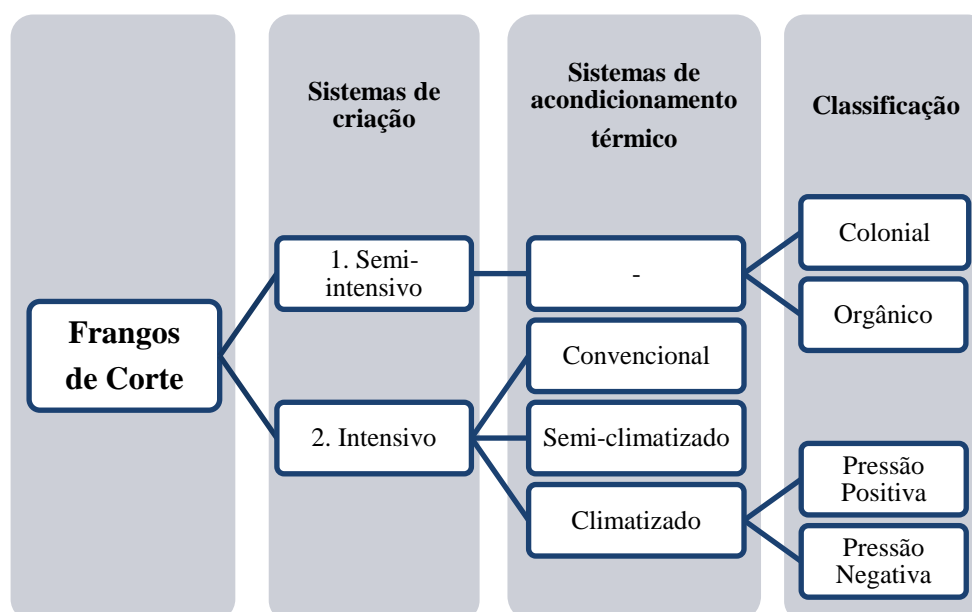 Sistemas de
criação
Sistemas de
acondicionamento
térmico
Classificação
Frangos
de Corte
1. Semi-
intensivo
-
Colonial
Orgânico
2. Intensivo
Convencional
Semi-climatizado
Climatizado
Pressão
Positiva
Pressão
Negativa